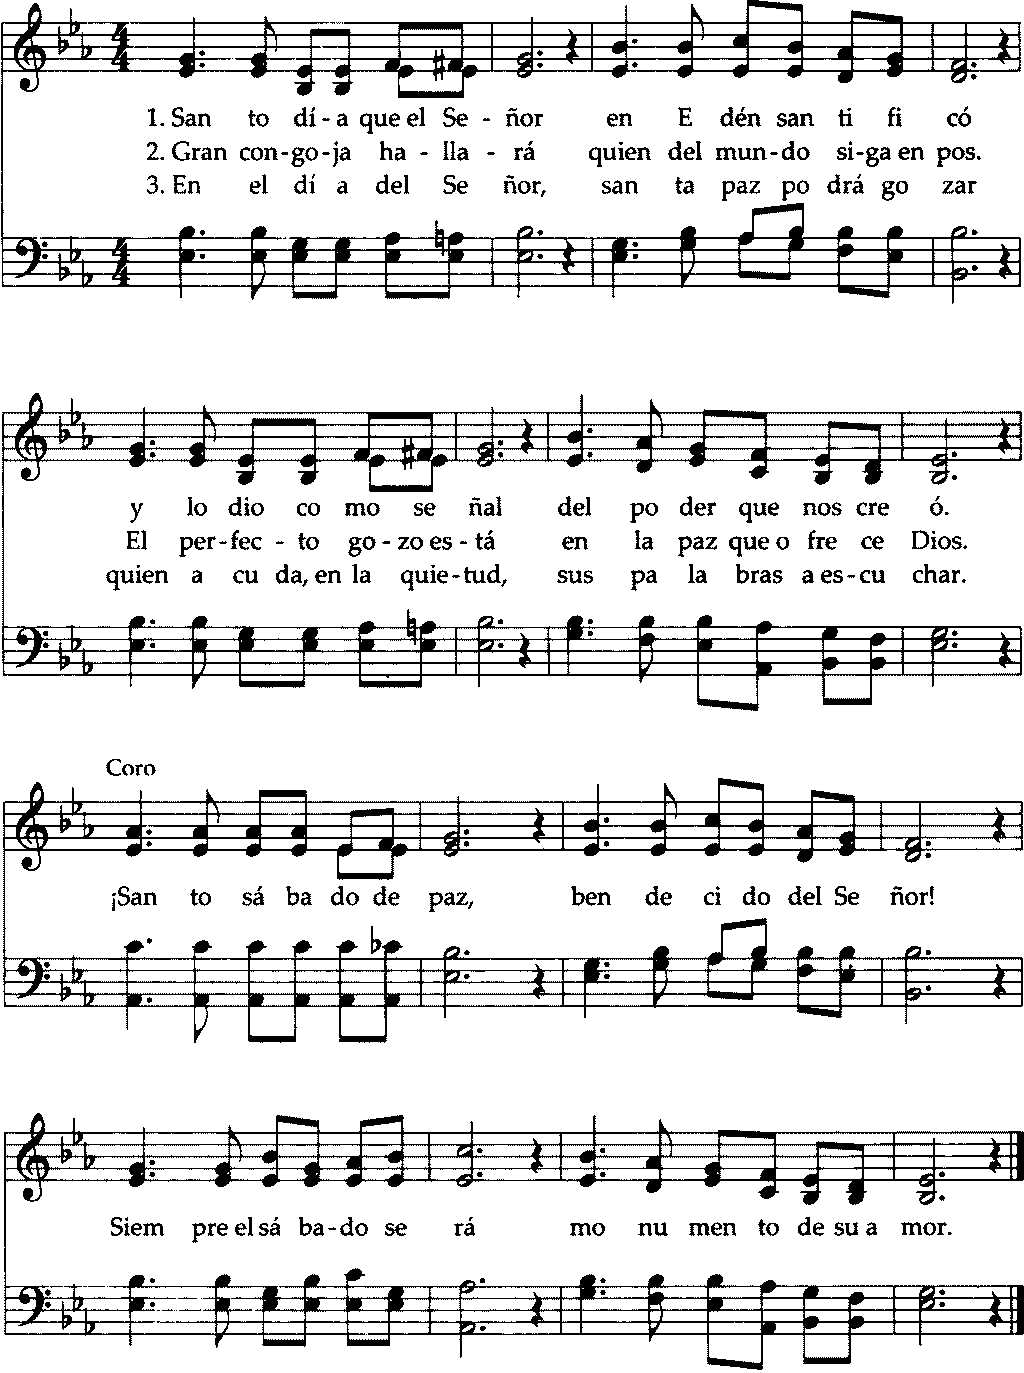 1. San to dí - a que el Se - ñor en E dén san ti fi có
2. Gran con - go - ja ha - lla - rá quien del mun - do si - ga en pos.
3. En el dí a del Se ñor, san ta paz po drá go zar
y lo dio co mo se ñal del po der que nos cre ó.
El per - fec - to go - zo es - tá en la paz que o fre ce Dios.
quien a cu da, en la quie - tud, sus pa la bras a es - cu char.
Coro
¡San to sá ba do de paz, ben de ci do del Se ñor!
Siem pre el sá ba - do se rá mo nu men to de su a mor.